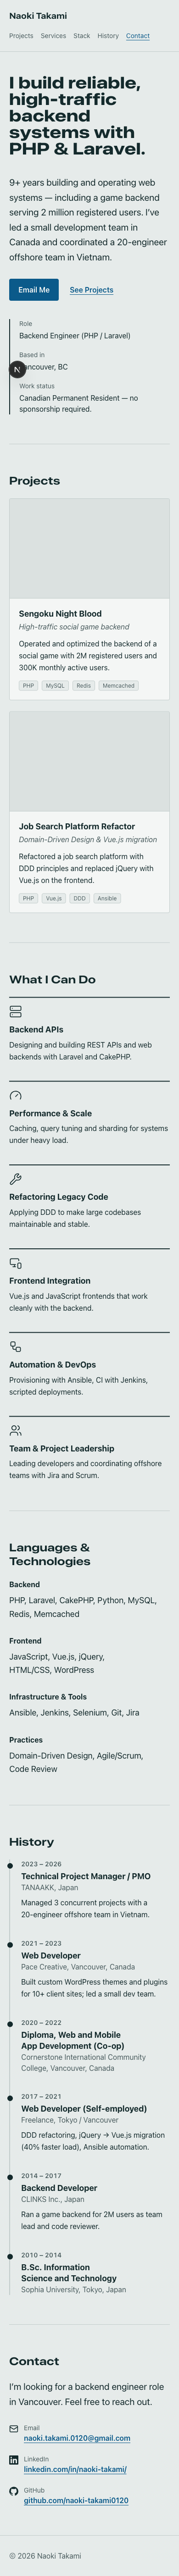 Naoki Takami
Projects Services Stack History Contact
I build reliable,
high-traffic
backend
systems with
PHP & Laravel.
9+ years building and operating web
systems — including a game backend
serving 2 million registered users. I've
led a small development team in
Canada and coordinated a 20-engineer
offshore team in Vietnam.
Email Me See Projects
Role
Backend Engineer (PHP / Laravel)
Based in
N
ncouver, BC
Work status
Canadian Permanent Resident — no
sponsorship required.
Projects
Sengoku Night Blood
High-traffic social game backend
Operated and optimized the backend of a
social game with 2M registered users and
300K monthly active users.
PHP MySQL Redis Memcached
Job Search Platform Refactor
Domain-Driven Design & Vue.js migration
Refactored a job search platform with
DDD principles and replaced jQuery with
Vue.js on the frontend.
PHP Vue.js DDD Ansible
What I Can Do
Backend APIs
Designing and building REST APIs and web
backends with Laravel and CakePHP.
Performance & Scale
Caching, query tuning and sharding for systems
under heavy load.
Refactoring Legacy Code
Applying DDD to make large codebases
maintainable and stable.
Frontend Integration
Vue.js and JavaScript frontends that work
cleanly with the backend.
Automation & DevOps
Provisioning with Ansible, CI with Jenkins,
scripted deployments.
Team & Project Leadership
Leading developers and coordinating offshore
teams with Jira and Scrum.
Languages &
Technologies
Backend
PHP, Laravel, CakePHP, Python, MySQL,
Redis, Memcached
Frontend
JavaScript, Vue.js, jQuery,
HTML/CSS, WordPress
Infrastructure & Tools
Ansible, Jenkins, Selenium, Git, Jira
Practices
Domain-Driven Design, Agile/Scrum,
Code Review
History
2023 – 2026
Technical Project Manager / PMO
TANAAKK, Japan
Managed 3 concurrent projects with a
20-engineer offshore team in Vietnam.
2021 – 2023
Web Developer
Pace Creative, Vancouver, Canada
Built custom WordPress themes and plugins
for 10+ client sites; led a small dev team.
2020 – 2022
Diploma, Web and Mobile
App Development (Co-op)
Cornerstone International Community
College, Vancouver, Canada
2017 – 2021
Web Developer (Self-employed)
Freelance, Tokyo / Vancouver
DDD refactoring, jQuery → Vue.js migration
(40% faster load), Ansible automation.
2014 – 2017
Backend Developer
CLINKS Inc., Japan
Ran a game backend for 2M users as team
lead and code reviewer.
2010 – 2014
B.Sc. Information
Science and Technology
Sophia University, Tokyo, Japan
Contact
I'm looking for a backend engineer role
in Vancouver. Feel free to reach out.
Email
naoki.takami.0120@gmail.com
LinkedIn
linkedin.com/in/naoki-takami/
GitHub
github.com/naoki-takami0120
© 2026 Naoki Takami